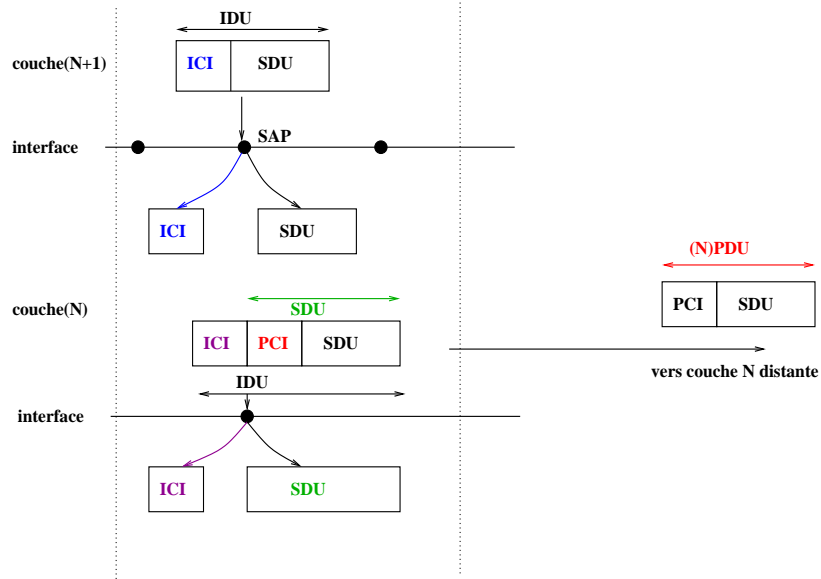 IDU
couche(N+1)
ICI
SDU
interface
SAP
ICI
SDU
(N)PDU
couche(N)
SDU
PCI
SDU
ICI
PCI
SDU
vers couche N distante
IDU
interface
ICI
SDU